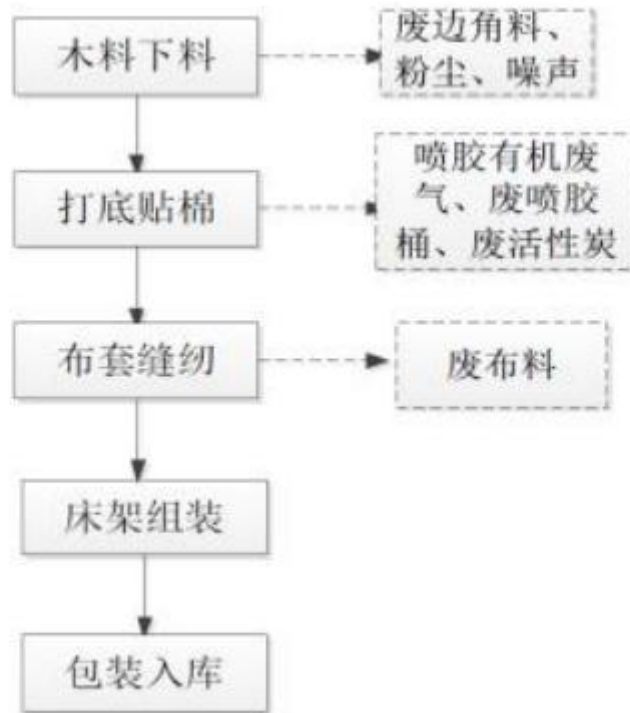 木料下料
废边角料、
粉尘、噪声
打底贴棉
喷胶有机废
气、废喷胶
桶、废活性炭
布套缝纫
废布料
床架组装
包装入库